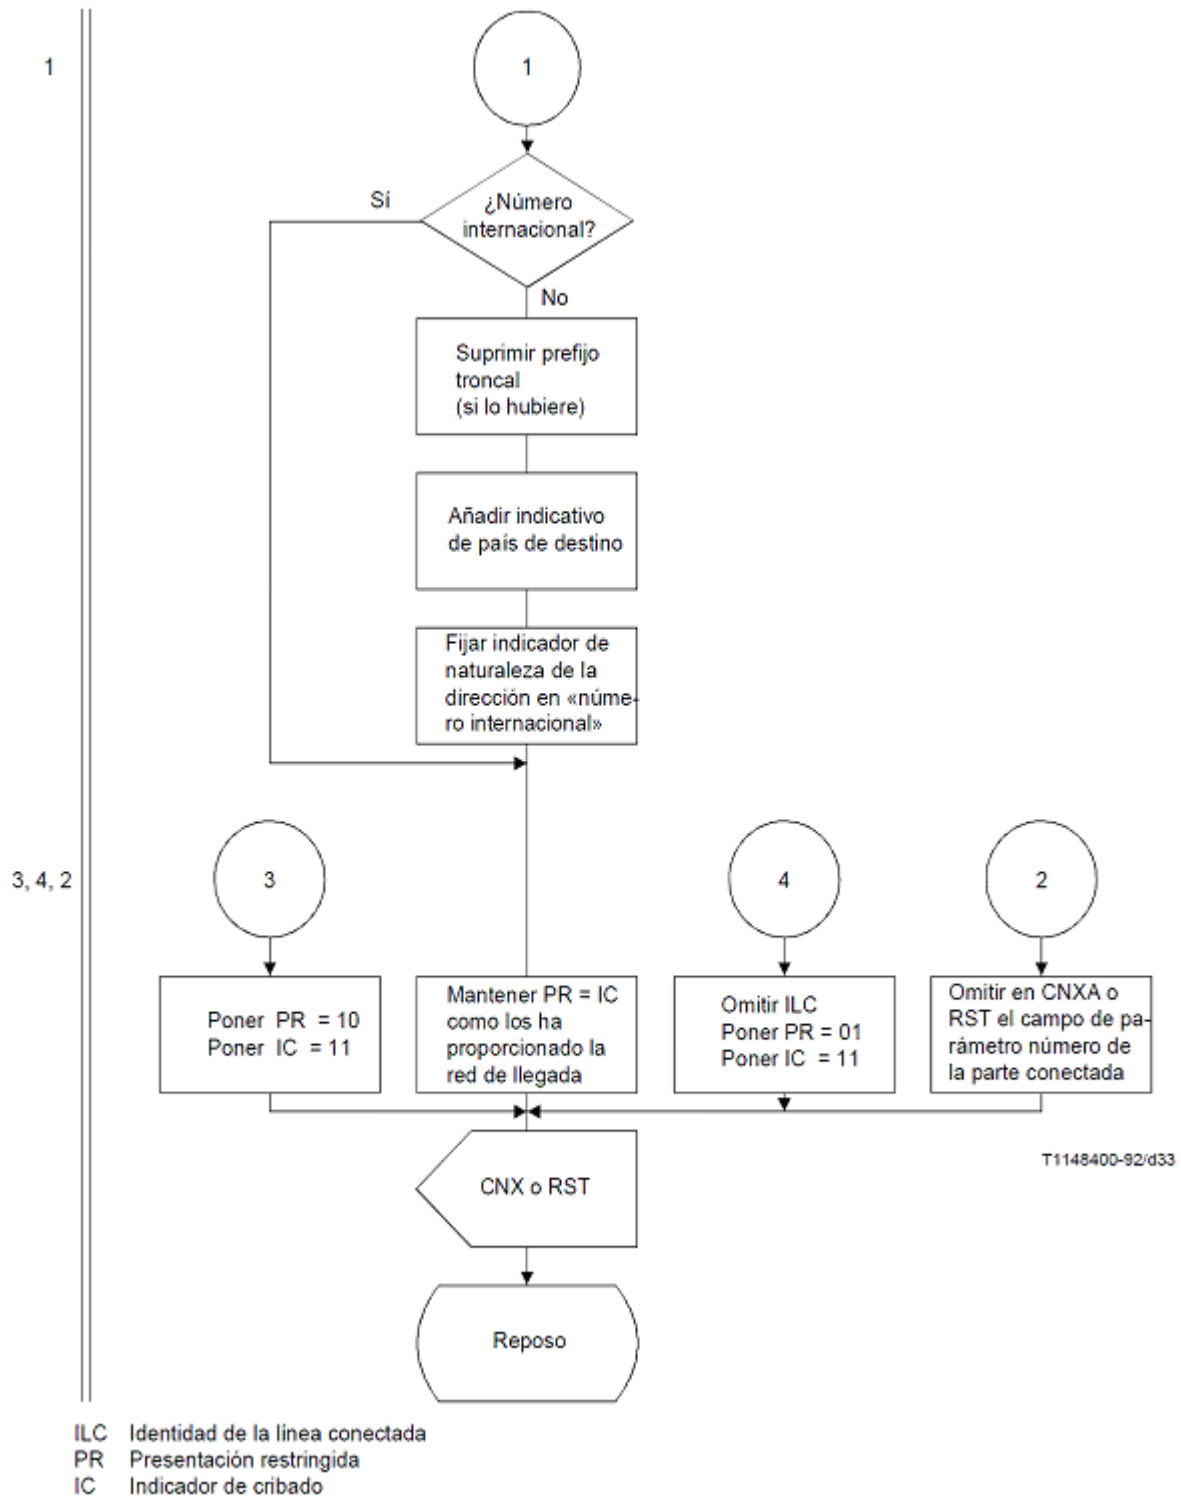 1
1
Sí
¿Número
internacional?
No
Suprimir prefijo
troncal
(si lo hubiere)
Añadir indicativo
de país de destino
Fijar indicador de
naturaleza de la
dirección en «núme-
ro internacional»
3, 4, 2
3
4
2
Poner PR = 10
Poner IC = 11
Mantener PR = IC
como los ha
proporcionado la
red de llegada
Omitir ILC
Poner PR = 01
Poner IC = 11
Omitir en CNXA o
RST el campo de pa-
rámetro número de
la parte conectada
T1148400-92/d33
CNX o RST
Reposo
ILC Identidad de la línea conectada
PR Presentación restringida
IC Indicador de cribado